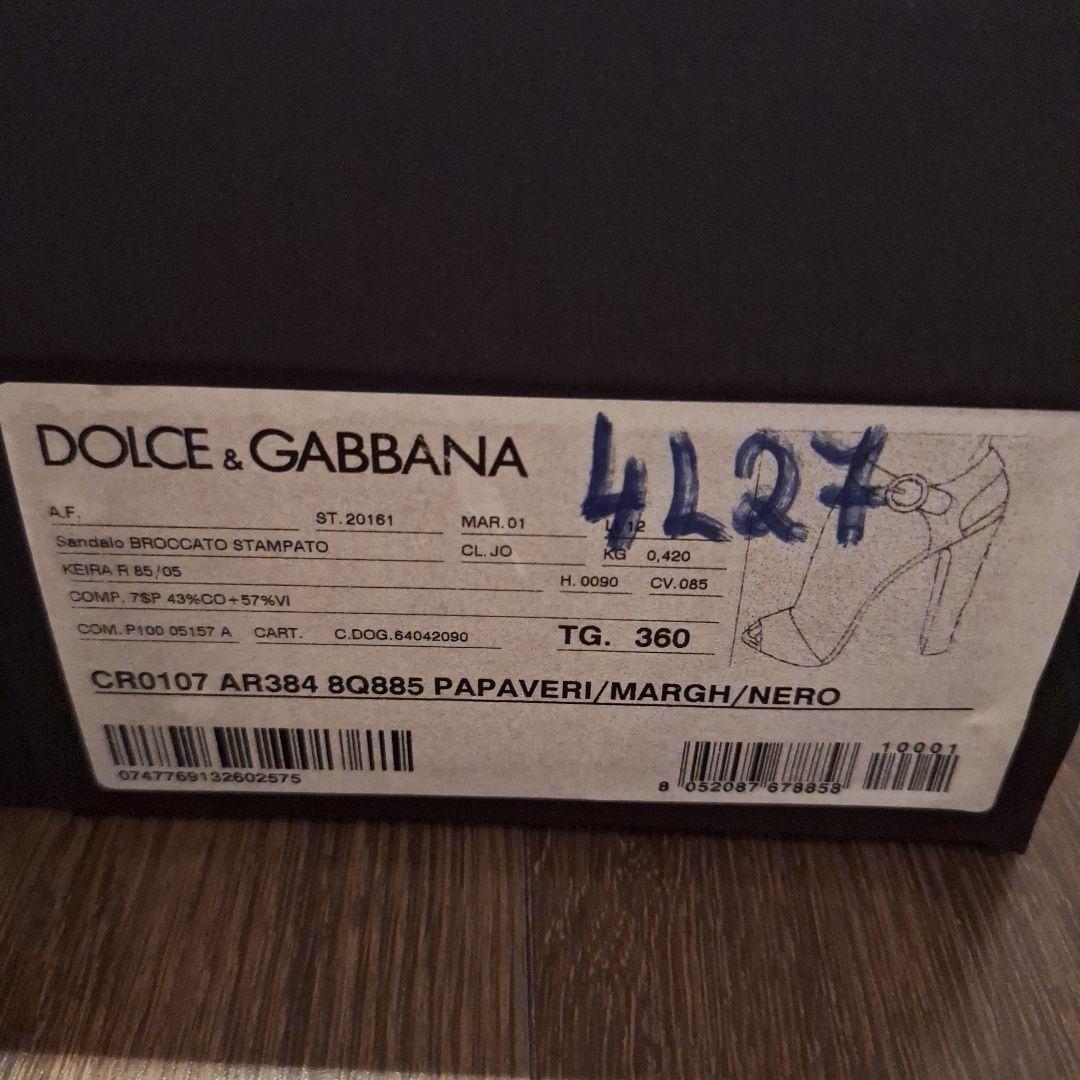 DOLCE & GABBANA
4L27
A.F. ST. 20161 MAR. 01 12
Sandalo BROCCATO STAMPATO CL. JO KG 0,420
KEIRA R 85/05 H. 0090 CV. 085
COMP. 7$P 43%CO+57%VI
COM. P100 05157 A CART. C.DOG.64042090 TG. 360
CR0107 AR384 8Q885 PAPAVERI/MARGH/NERO
0747769132602575
8 052087 678858 10001